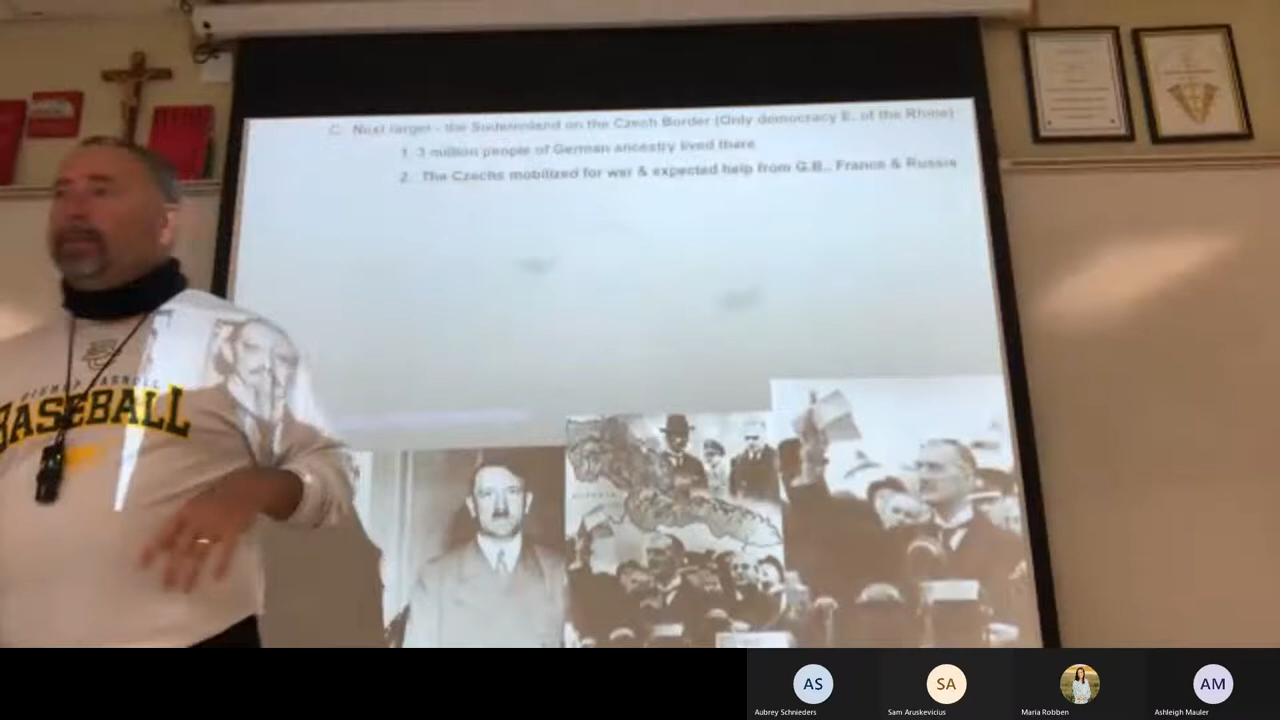 C. Next target - the Sudetenland on the Czech Border (Only democracy E. of the Rhine)
1. 3 million people of German ancestry lived there
2. The Czechs mobilized for war & expected help from G.B., France & Russia
BASEBALL
AS
SA
AM
Aubrey Schnieders
Sam Aruskevicius
Maria Robben
Ashleigh Mauler